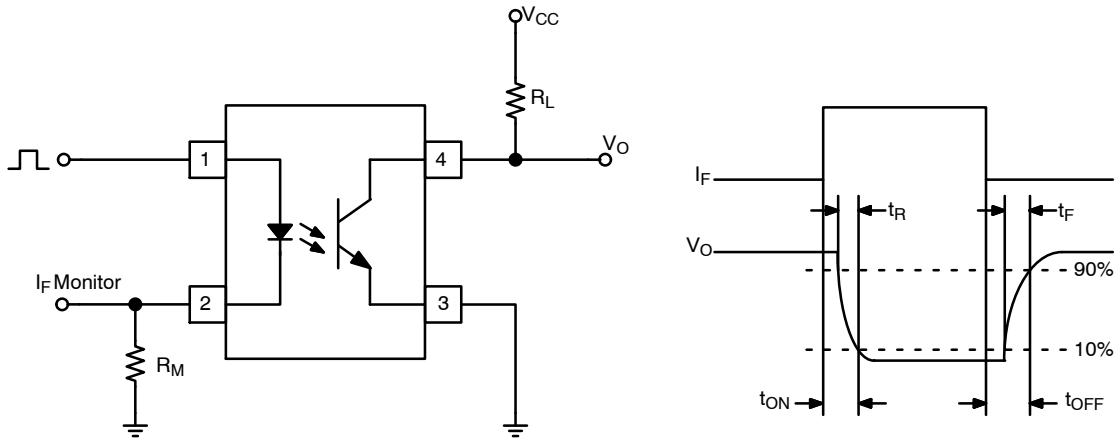 VCC
RL
VO
1
4
IF Monitor
2
3
RM
IF
tR
tF
VO
90%
10%
tON
tOFF